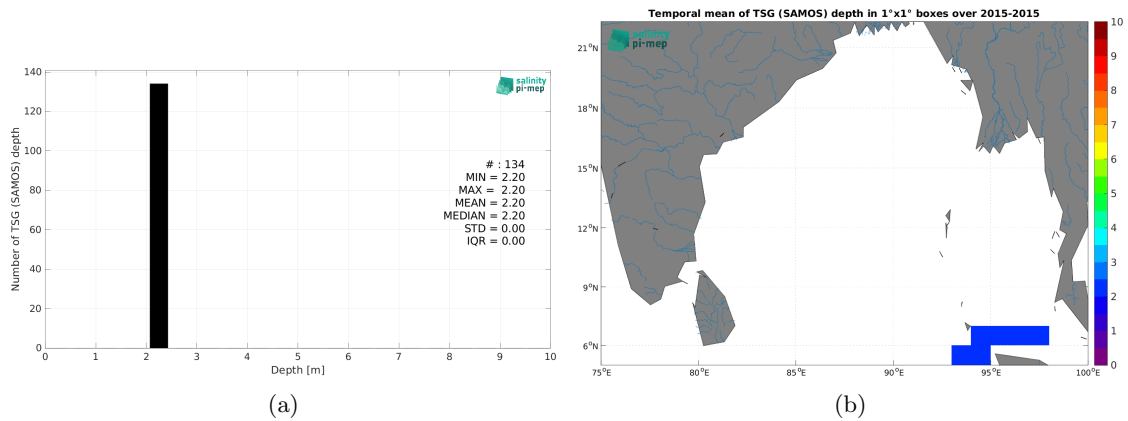 140
120
100
80
60
40
20
0
Number of TSG (SAMOS) depth
salinity
pi-mep
# : 134
MIN = 2.20
MAX = 2.20
MEAN = 2.20
MEDIAN = 2.20
STD = 0.00
IQR = 0.00
0 1 2 3 4 5 6 7 8 9 10
Depth [m]
(a)
Temporal mean of TSG (SAMOS) depth in 1°x1° boxes over 2015-2015
salinity
pi-mep
21°N
18°N
15°N
12°N
9°N
6°N
75°E 80°E 85°E 90°E 95°E 100°E
10
9
8
7
6
5
4
3
2
1
0
(b)